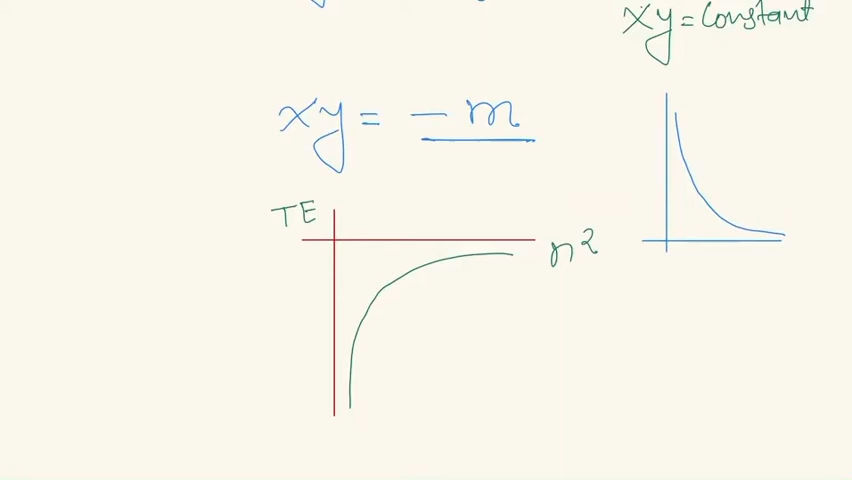 xy = constant
xy = - m
TE
n²